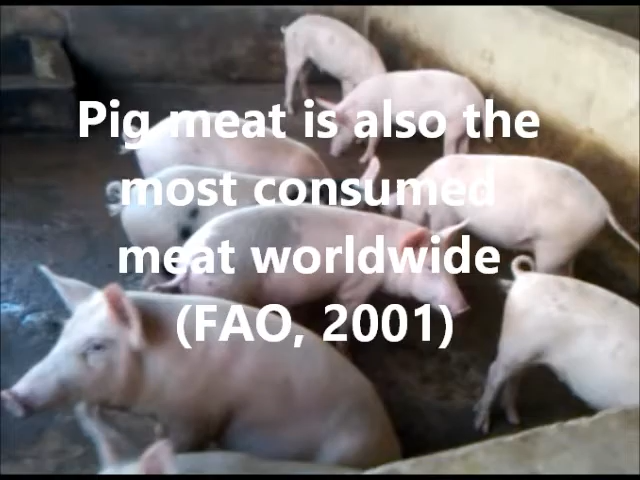 Pig meat is also the
most consumed
meat worldwide
(FAO, 2001)